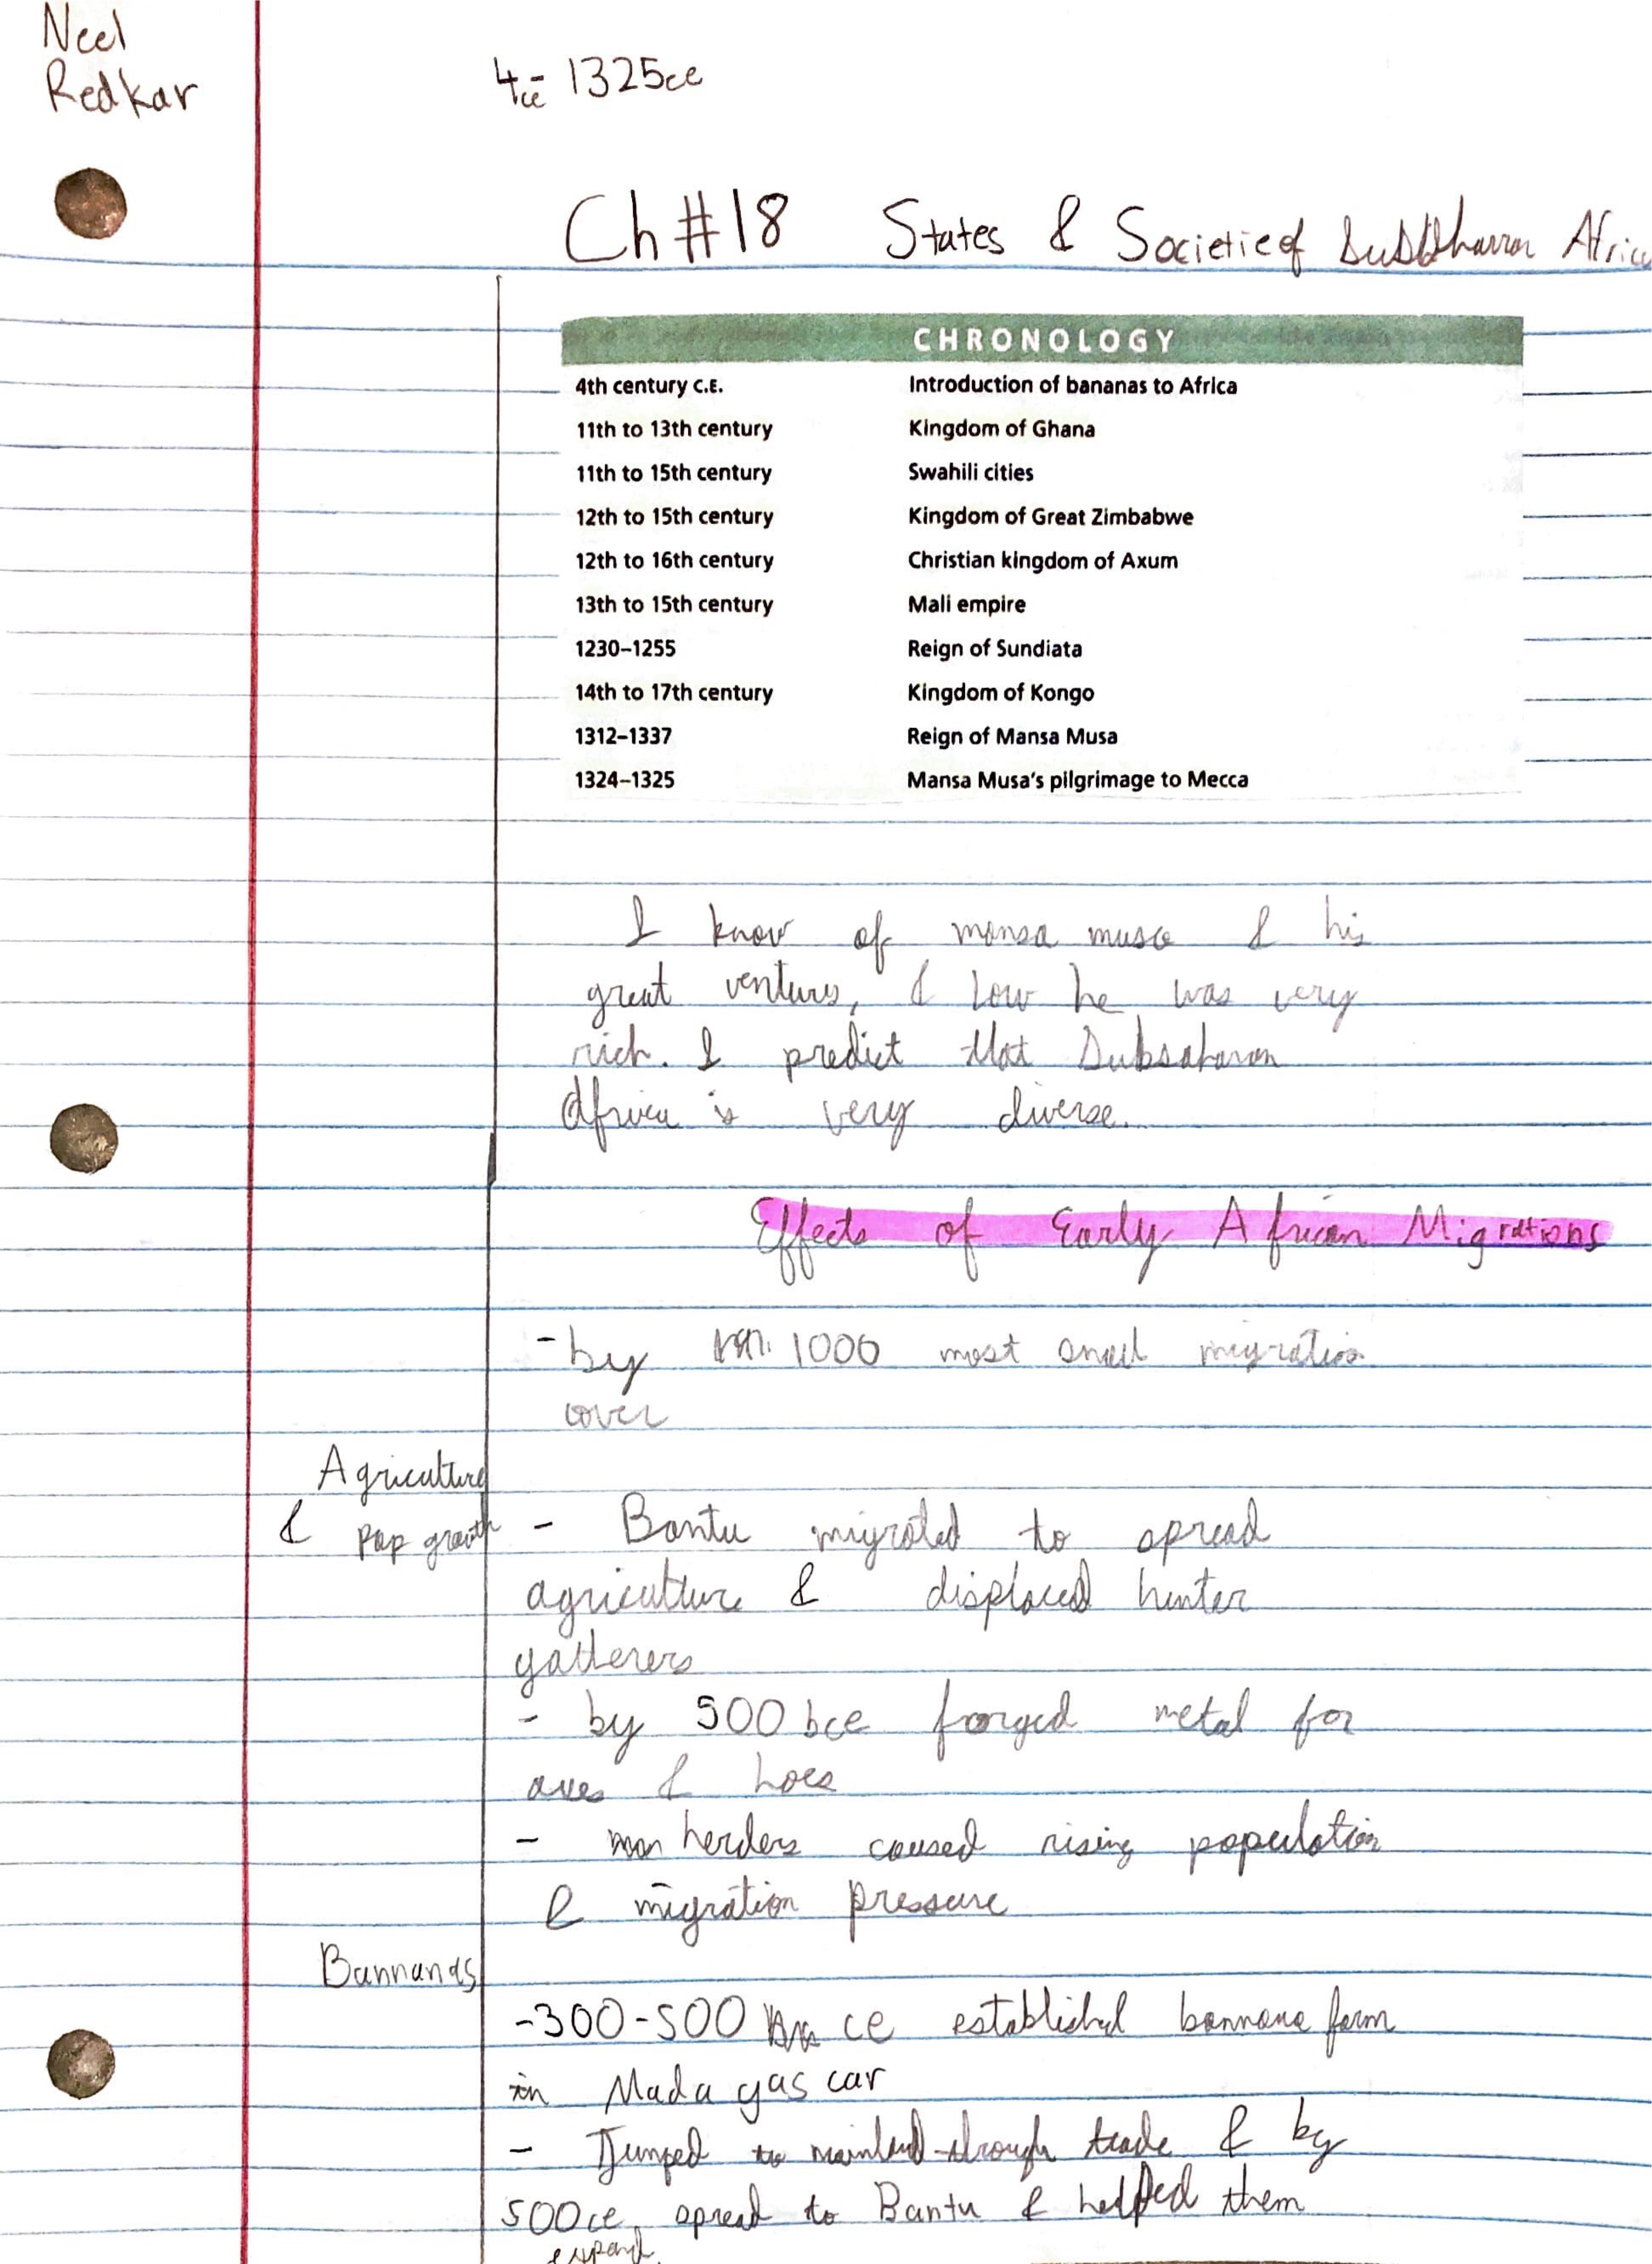 Neel
Redkar
4ce - 1325ce
Ch #18 States & Societie of Africa
CHRONOLOGY
4th century C.E. Introduction of bananas to Africa
11th to 13th century Kingdom of Ghana
11th to 15th century Swahili cities
12th to 15th century Kingdom of Great Zimbabwe
12th to 16th century Christian kingdom of Axum
13th to 15th century Mali empire
1230–1255 Reign of Sundiata
14th to 17th century Kingdom of Kongo
1312–1337 Reign of Mansa Musa
1324–1325 Mansa Musa's pilgrimage to Mecca
I know of mansa musa & his
great ventures, & how he was very
rich. I predict that Subsaharan
Africa is very diverse.
Effects of Early African Migrations
- by 1000 most small migration
over
Agriculture
& pop growth
- Bantu migrated to spread
agriculture & displaced hunter
gatherers
- by 500 bce forged metal for
axes & hoes
- herders caused rising population
& migration pressure
Bannanas
- 300-500 ce established bannana farm
in Madagascar
- Jumped to mainland through trade & by
500ce, spread to Bantu & helped them
expand.